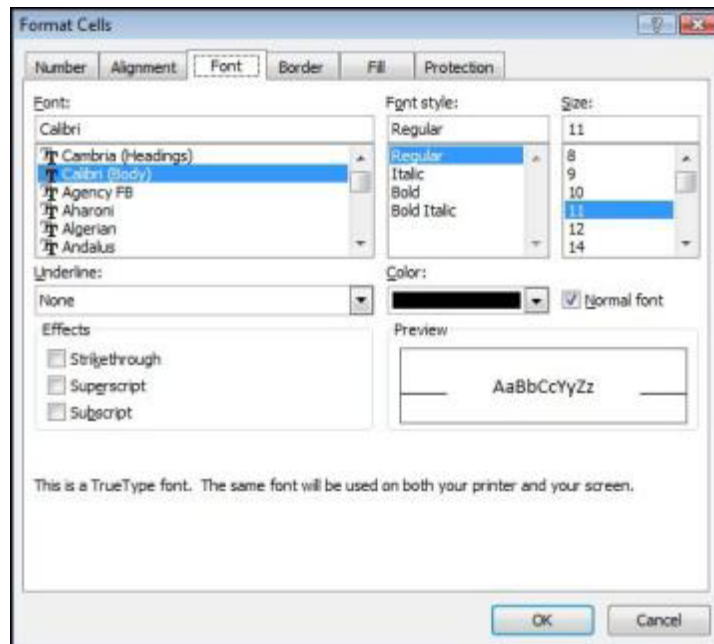 Format Cells
Number Alignment Font Border Fill Protection
Font: Font style: Size:
Calibri Regular 11
Cambria (Headings) Regular 8
Calibri (Body) Italic 9
Agency FB Bold 10
Aharoni Bold Italic 11
Algerian 12
Andalus 14
Underline: Color:
None Normal font
Effects Preview
Strikethrough
Superscript AaBbCcYyZz
Subscript
This is a TrueType font. The same font will be used on both your printer and your screen.
OK Cancel